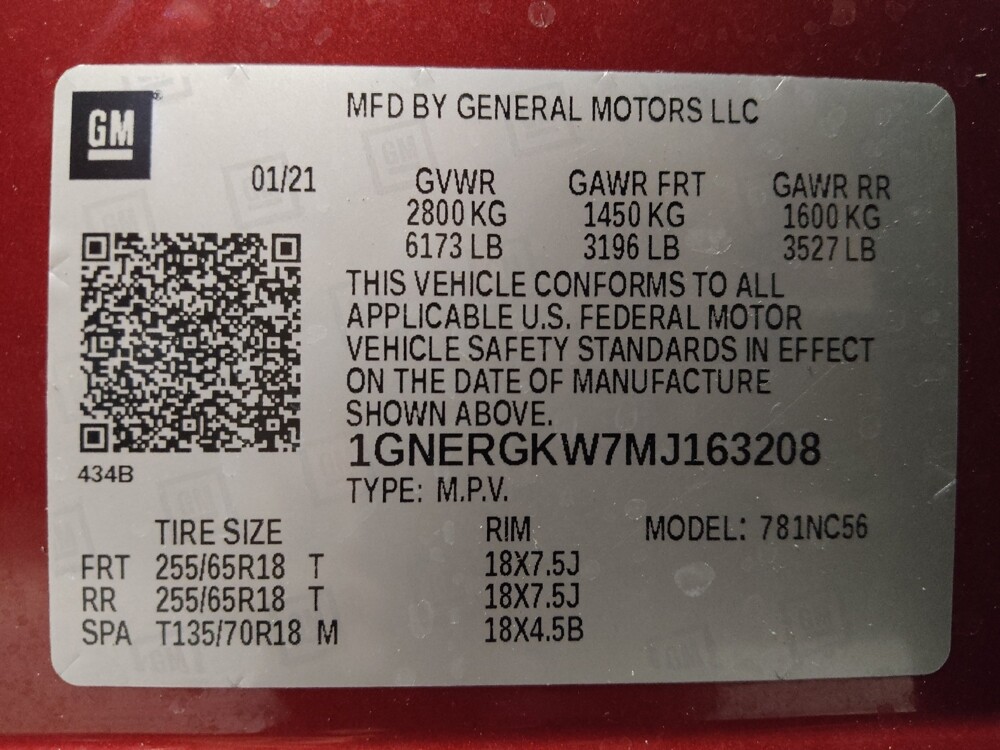 GM
MFD BY GENERAL MOTORS LLC
01/21 GVWR GAWR FRT GAWR RR
2800 KG 1450 KG 1600 KG
6173 LB 3196 LB 3527 LB
THIS VEHICLE CONFORMS TO ALL
APPLICABLE U.S. FEDERAL MOTOR
VEHICLE SAFETY STANDARDS IN EFFECT
ON THE DATE OF MANUFACTURE
SHOWN ABOVE.
1GNERGKW7MJ163208
434B
TYPE: M.P.V.
TIRE SIZE RIM MODEL: 781NC56
FRT 255/65R18 T 18X7.5J
RR 255/65R18 T 18X7.5J
SPA T135/70R18 M 18X4.5B